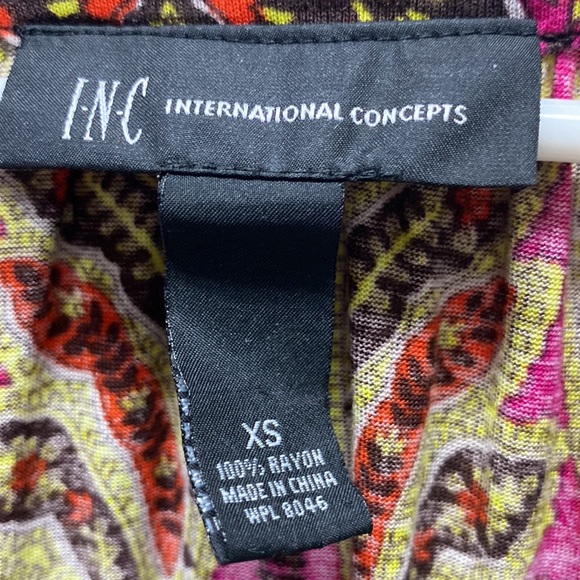 I·N·C INTERNATIONAL CONCEPTS
XS
100% RAYON
MADE IN CHINA
WPL 8046